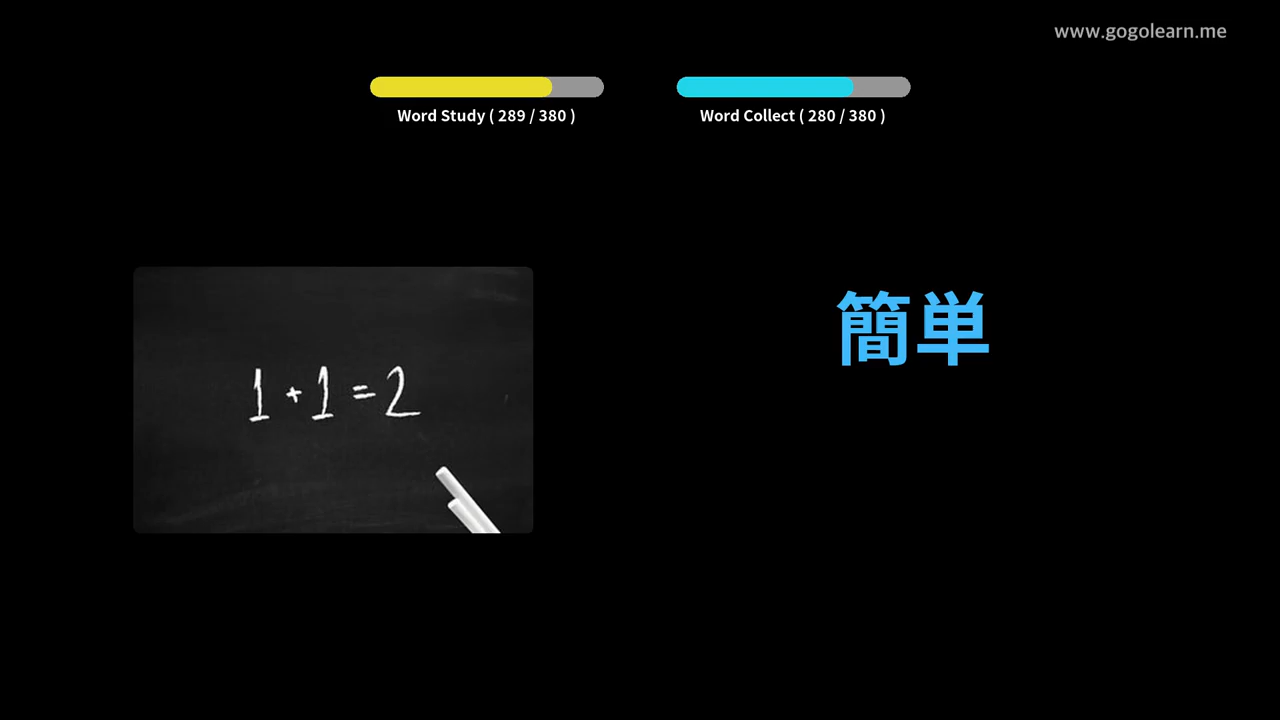 www.gogolearn.me
Word Study ( 289 / 380 )
Word Collect ( 280 / 380 )
簡単
1 + 1 = 2